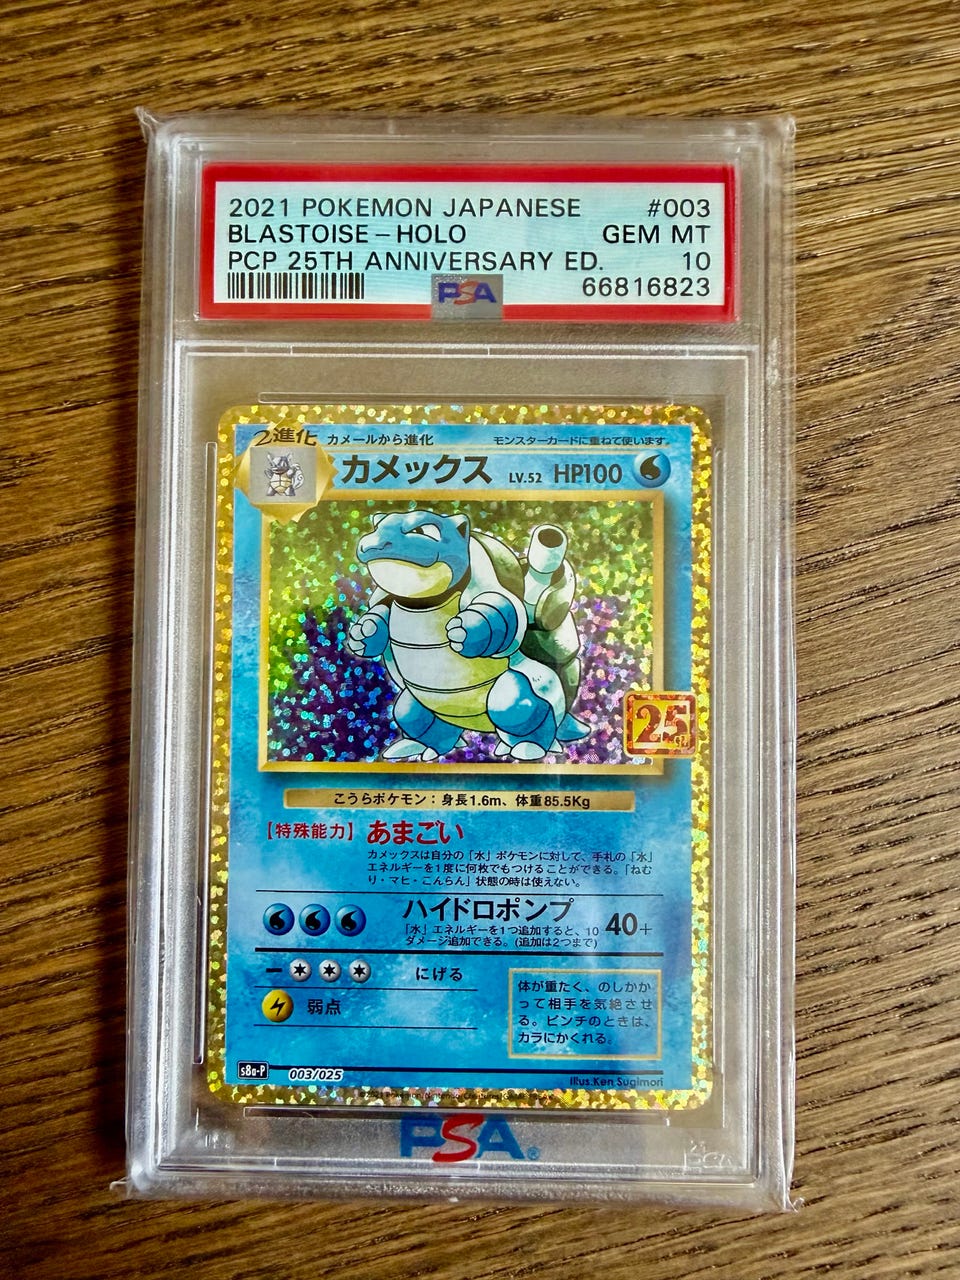 2021 POKEMON JAPANESE #003
BLASTOISE-HOLO GEM MT
PCP 25TH ANNIVERSARY ED. 10
PSA 66816823
2進化 カメールから進化 モンスターカードに重ねて使います。
カメックス LV.52 HP100
25th
こうらポケモン：身長1.6m、体重85.5Kg
【特殊能力】あまごい
カメックスは自分の「水」ポケモンに対して、手札の「水」
エネルギーを1度に何枚でもつけることができる。「ねむ
り・マヒ・こんらん」状態の時は使えない。
ハイドロポンプ 40+
「水」エネルギーを1つ追加すると、10
ダメージ追加できる。(追加は2つまで)
ー にげる
弱点
体が重たく、のしかか
って相手を気絶させ
る。ピンチのときは、
カラにかくれる。
s8a-P 003/025
Illus.Ken Sugimori
©2021 Pokémon/Nintendo/Creatures/GAME FREAK
PSA®